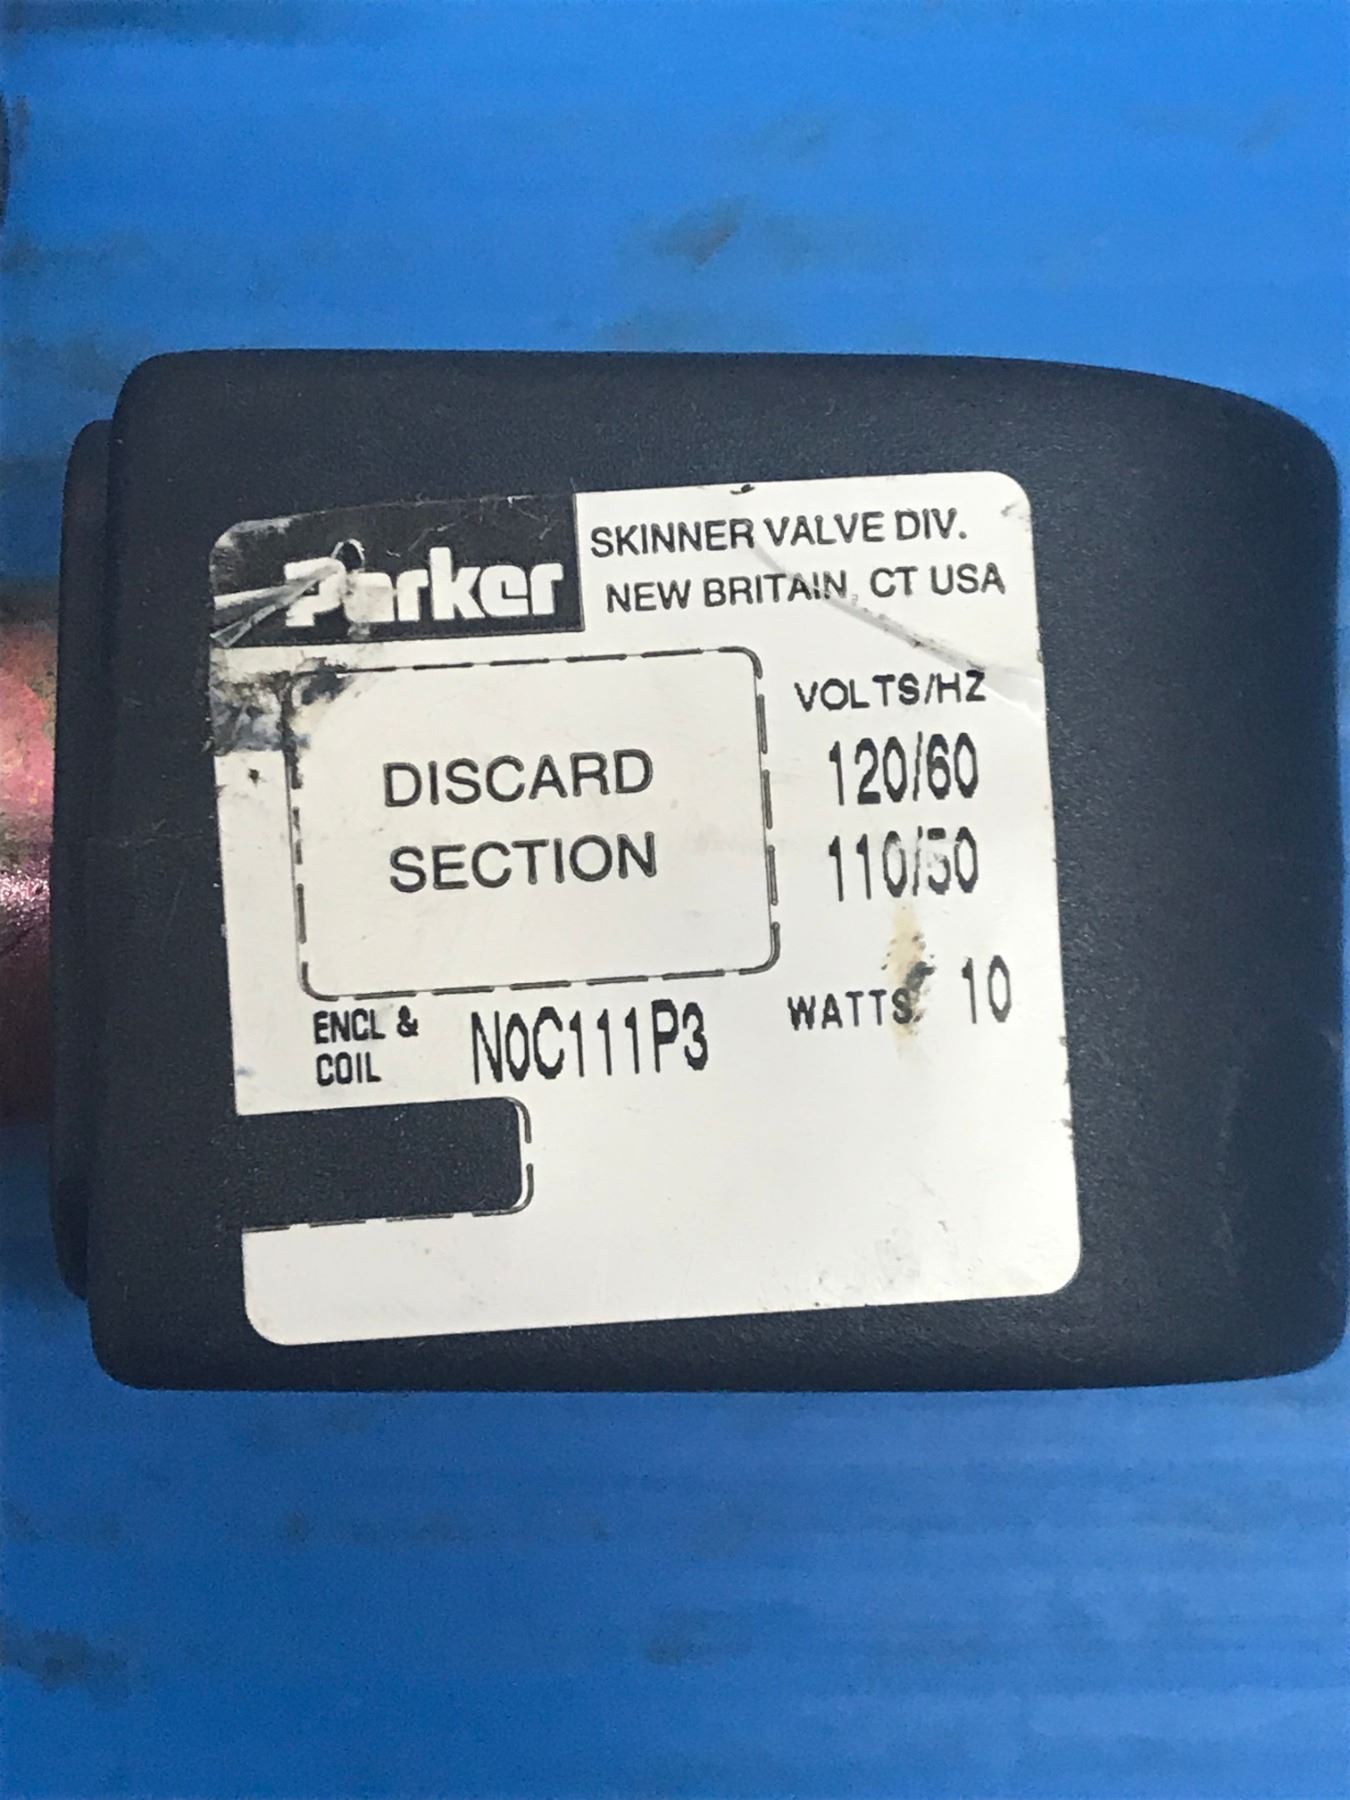 Parker
SKINNER VALVE DIV.
NEW BRITAIN, CT USA
DISCARD
SECTION
VOLTS/HZ
120/60
110/50
WATTS 10
ENCL &
COIL N0C111P3